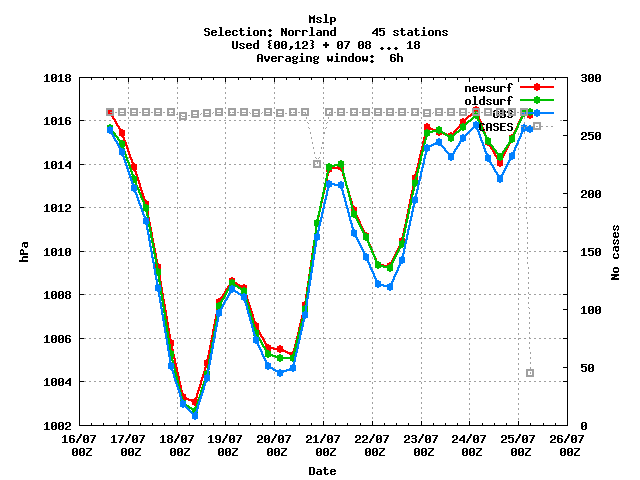 Mslp
Selection: Norrland     45 stations
Used {00,12} + 07 08 ... 18
Averaging window:  6h
1018
1016
1014
1012
1010
1008
1006
1004
1002
hPa
300
250
200
150
100
50
0
No cases
newsurf
oldsurf
OBS
CASES
16/07 17/07 18/07 19/07 20/07 21/07 22/07 23/07 24/07 25/07 26/07
00Z 00Z 00Z 00Z 00Z 00Z 00Z 00Z 00Z 00Z 00Z
Date